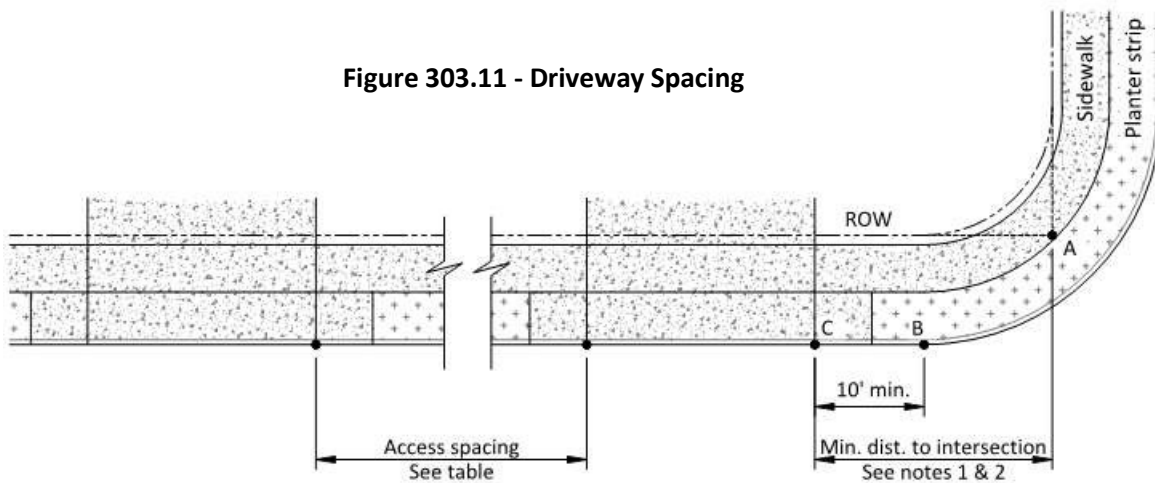 Figure 303.11 - Driveway Spacing
Sidewalk
Planter strip
ROW
A
C
B
10' min.
Access spacing
See table
Min. dist. to intersection
See notes 1 & 2